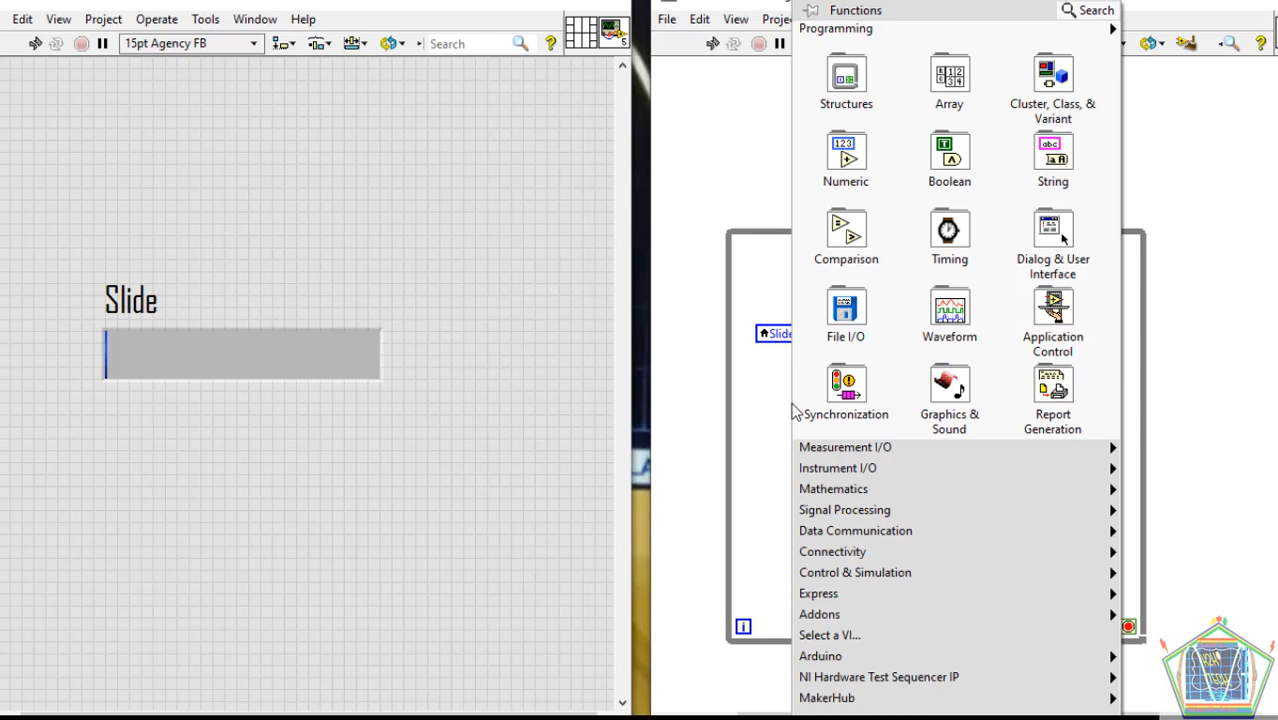 Edit View Project Operate Tools Window Help
15pt Agency FB
Search
?
5
Slide
File Edit View Proje
?
Functions
Search
Programming
Structures Array Cluster, Class, & Variant
Numeric Boolean String
Comparison Timing Dialog & User Interface
File I/O Waveform Application Control
Synchronization Graphics & Sound Report Generation
Measurement I/O
Instrument I/O
Mathematics
Signal Processing
Data Communication
Connectivity
Control & Simulation
Express
Addons
Select a VI...
Arduino
NI Hardware Test Sequencer IP
MakerHub
Slide
i